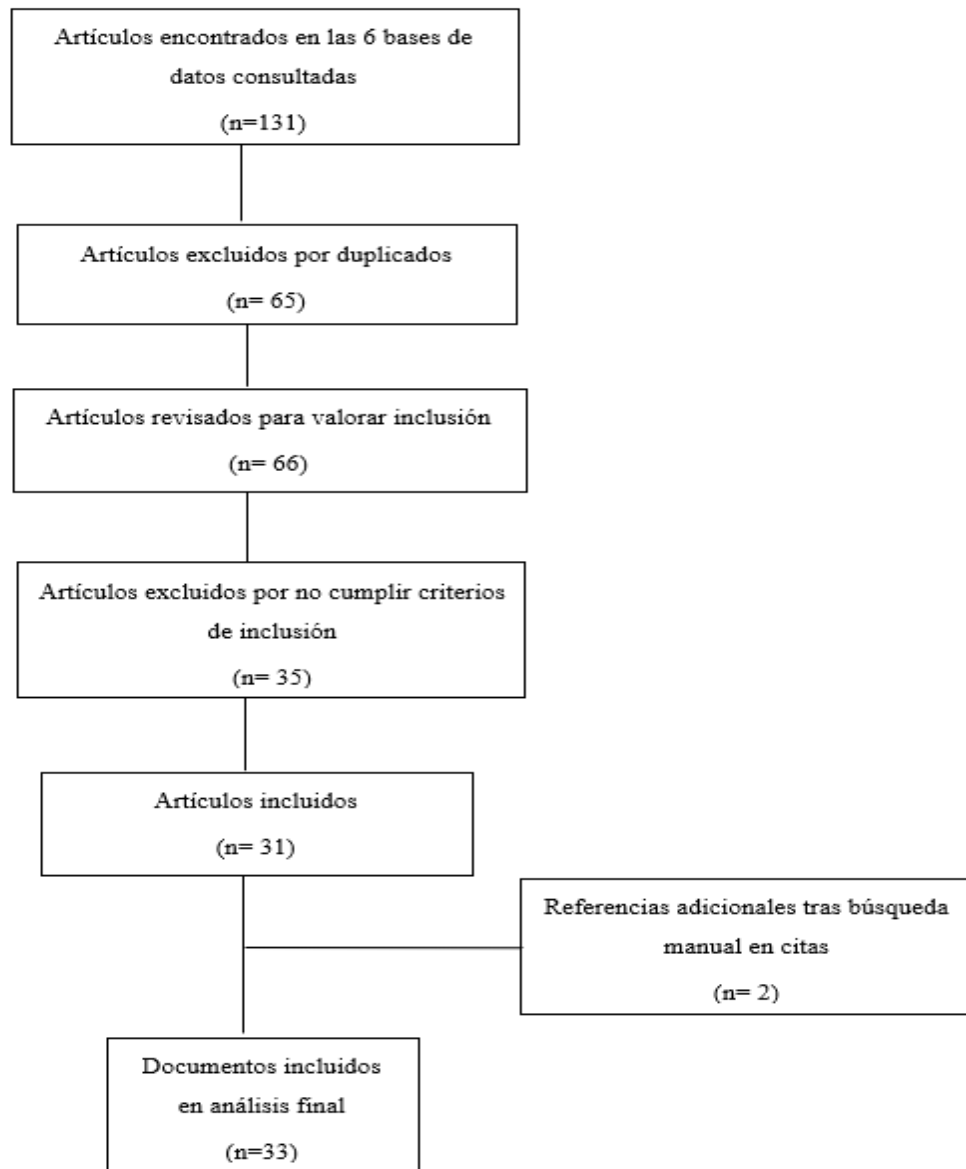 Artículos encontrados en las 6 bases de
datos consultadas
(n=131)
Artículos excluidos por duplicados
(n= 65)
Artículos revisados para valorar inclusión
(n= 66)
Artículos excluidos por no cumplir criterios
de inclusión
(n= 35)
Artículos incluidos
(n= 31)
Referencias adicionales tras búsqueda
manual en citas
(n= 2)
Documentos incluidos
en análisis final
(n=33)